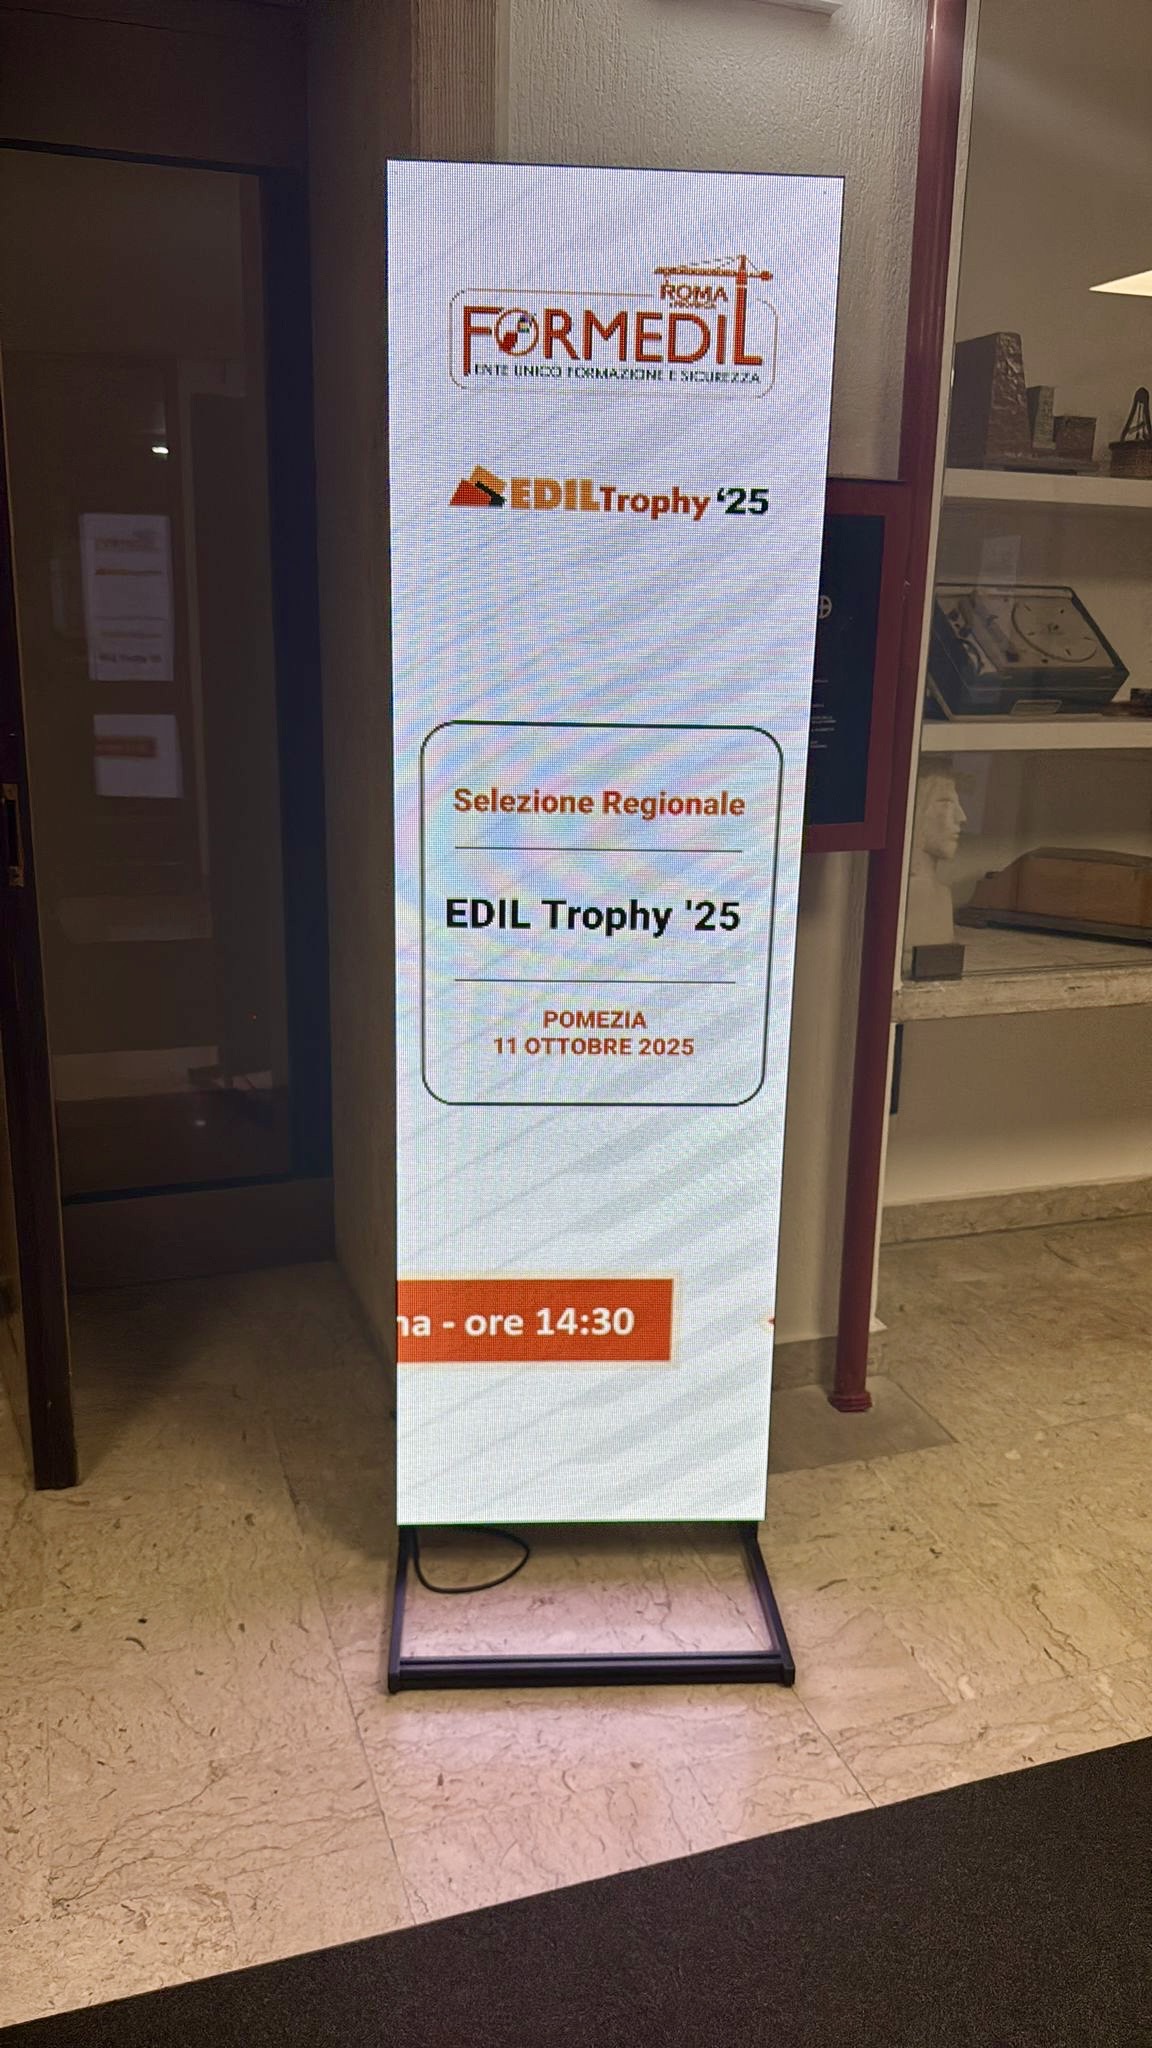 ROMA
FORMEDIL
ENTE UNICO FORMAZIONE E SICUREZZA
EDILTrophy '25
Selezione Regionale
EDIL Trophy '25
POMEZIA
11 OTTOBRE 2025
- ore 14:30